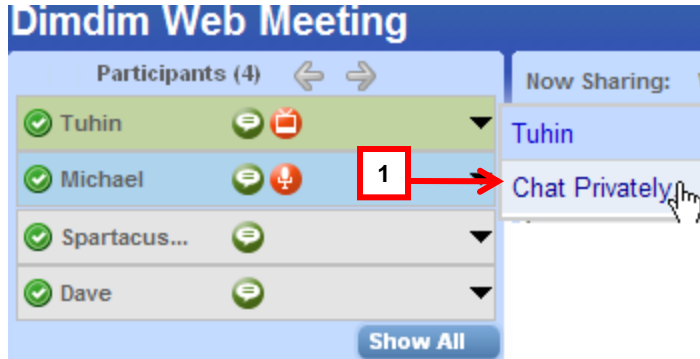 Dimdim Web Meeting
Participants (4)
Now Sharing:
Tuhin
Tuhin
Michael
1
Chat Privately
Spartacus...
Dave
Show All